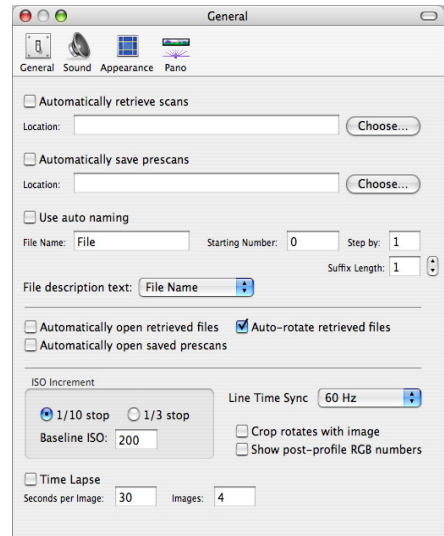 General
General Sound Appearance Pano
Automatically retrieve scans
Location: Choose...
Automatically save prescans
Location: Choose...
Use auto naming
File Name: File Starting Number: 0 Step by: 1
Suffix Length: 1
File description text: File Name
Automatically open retrieved files Auto-rotate retrieved files
Automatically open saved prescans
ISO Increment
Line Time Sync 60 Hz
1/10 stop 1/3 stop
Baseline ISO: 200
Crop rotates with image
Show post-profile RGB numbers
Time Lapse
Seconds per Image: 30 Images: 4